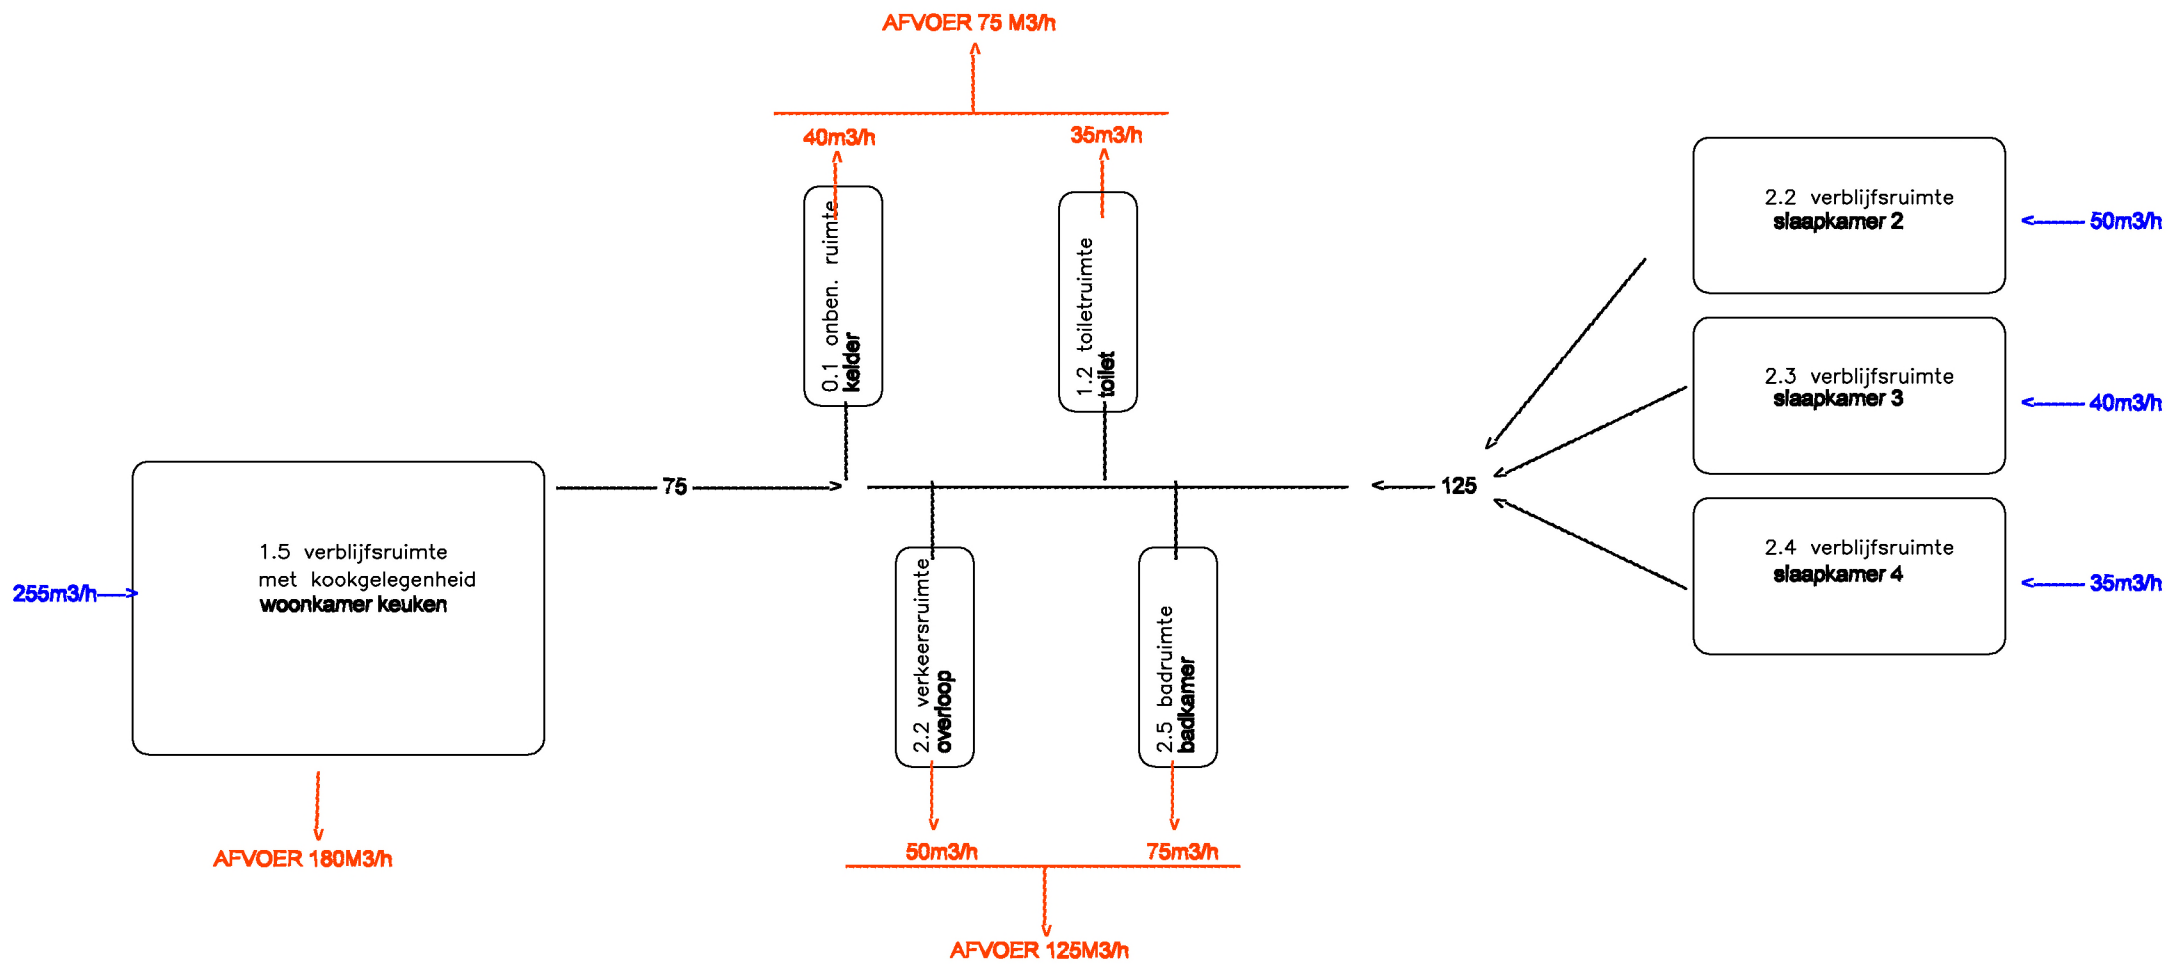 AFVOER 75 M3/h
40m3/h
35m3/h
0.1 onben. ruimte
kelder
1.2 toiletruimte
toilet
2.2 verblijfsruimte
slaapkamer 2
50m3/h
2.3 verblijfsruimte
slaapkamer 3
40m3/h
75
125
1.5 verblijfsruimte
met kookgelegenheid
woonkamer keuken
255m3/h
2.4 verblijfsruimte
slaapkamer 4
35m3/h
2.2 verkeersruimte
overloop
2.5 badruimte
badkamer
AFVOER 180M3/h
50m3/h
75m3/h
AFVOER 125M3/h